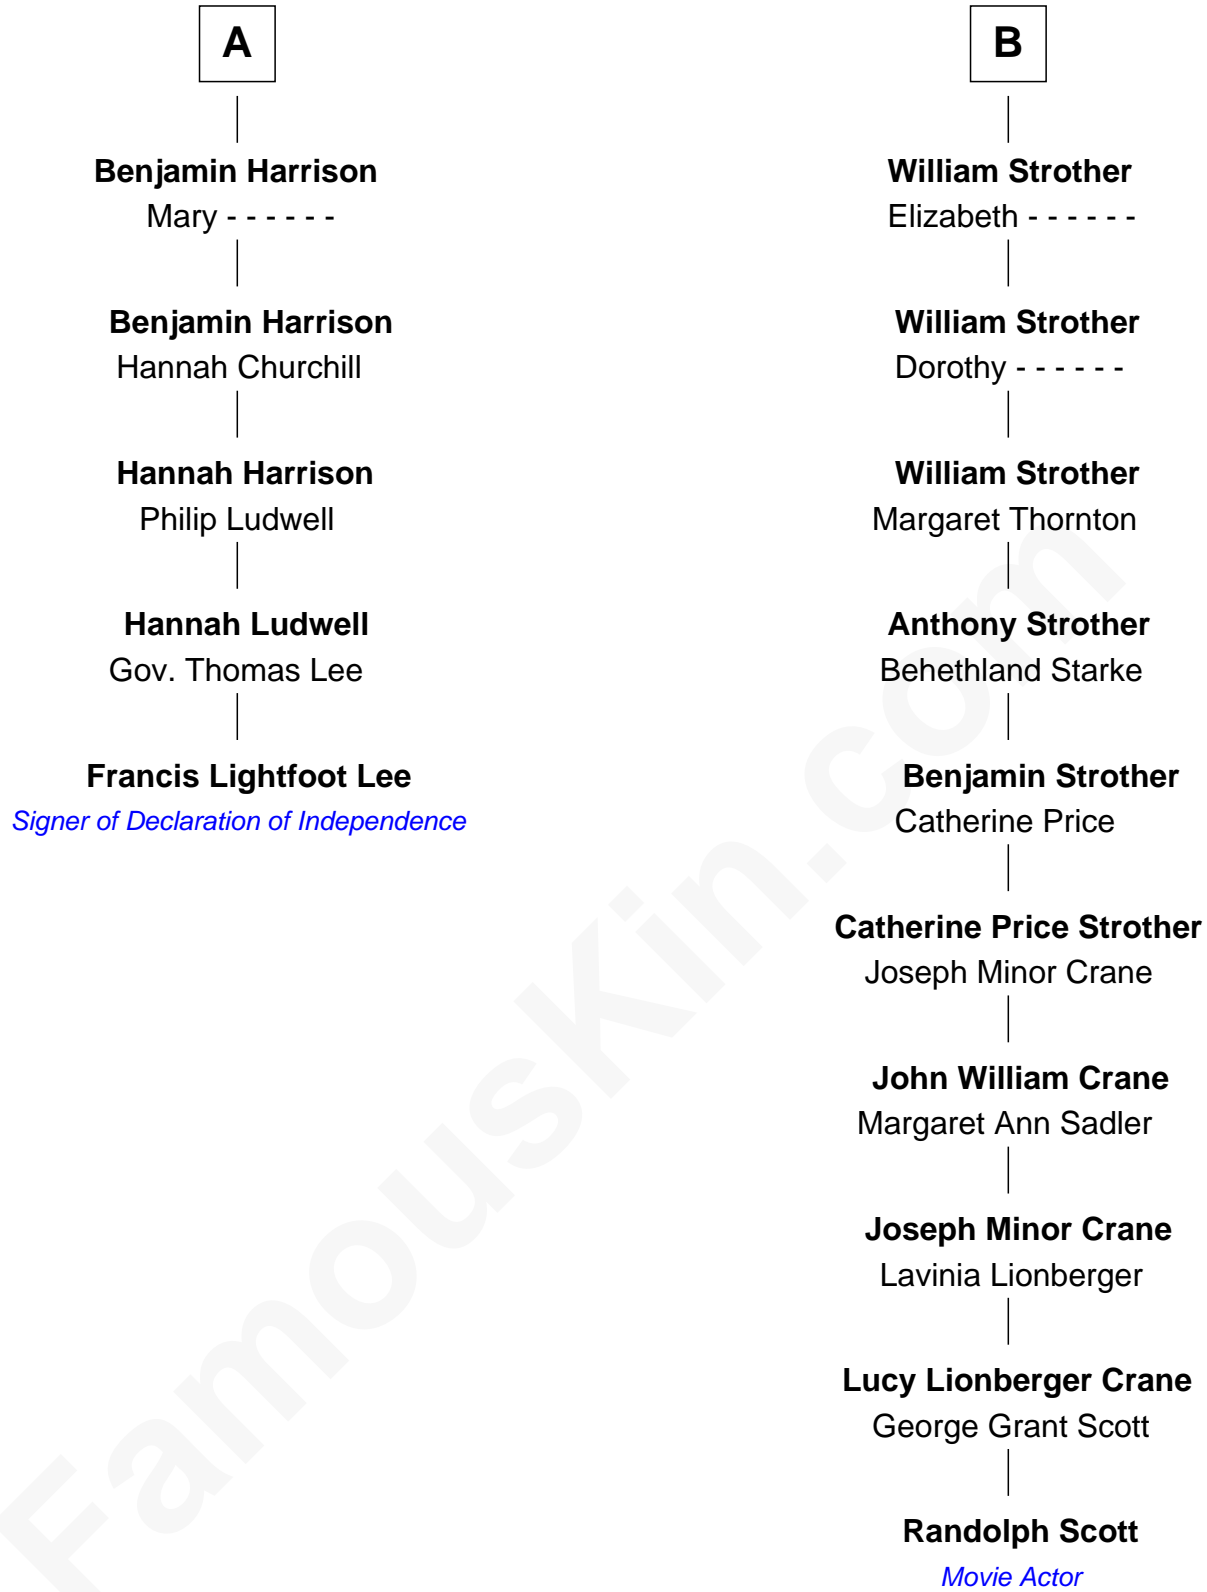 A
Benjamin Harrison
Mary - - - - - -
Benjamin Harrison
Hannah Churchill
Hannah Harrison
Philip Ludwell
Hannah Ludwell
Gov. Thomas Lee
Francis Lightfoot Lee
Signer of Declaration of Independence
B
William Strother
Elizabeth - - - - - -
William Strother
Dorothy - - - - - -
William Strother
Margaret Thornton
Anthony Strother
Behethland Starke
Benjamin Strother
Catherine Price
Catherine Price Strother
Joseph Minor Crane
John William Crane
Margaret Ann Sadler
Joseph Minor Crane
Lavinia Lionberger
Lucy Lionberger Crane
George Grant Scott
Randolph Scott
Movie Actor
FamousKin.com